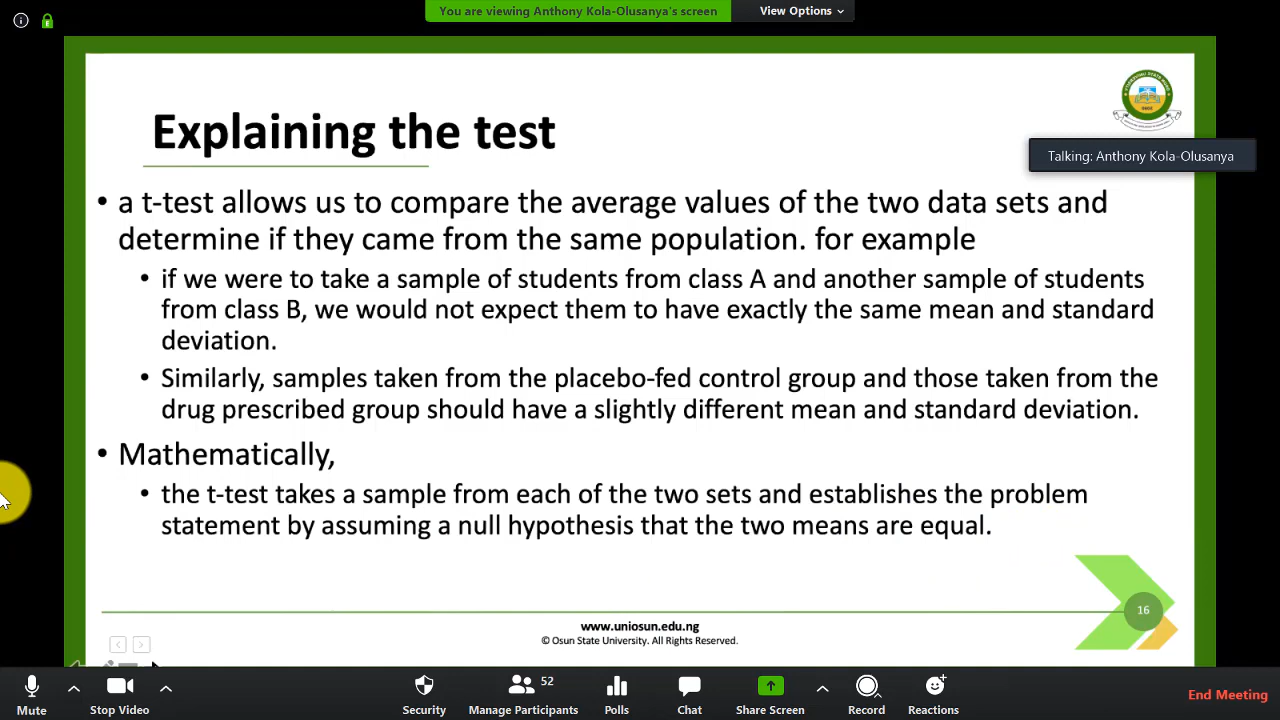 You are viewing Anthony Kola-Olusanya's screen
View Options
Explaining the test
Talking: Anthony Kola-Olusanya
• a t-test allows us to compare the average values of the two data sets and
determine if they came from the same population. for example
• if we were to take a sample of students from class A and another sample of students
from class B, we would not expect them to have exactly the same mean and standard
deviation.
• Similarly, samples taken from the placebo-fed control group and those taken from the
drug prescribed group should have a slightly different mean and standard deviation.
• Mathematically,
• the t-test takes a sample from each of the two sets and establishes the problem
statement by assuming a null hypothesis that the two means are equal.
16
www.uniosun.edu.ng
© Osun State University. All Rights Reserved.
52
Mute
Stop Video
Security
Manage Participants
Polls
Chat
Share Screen
Record
Reactions
End Meeting